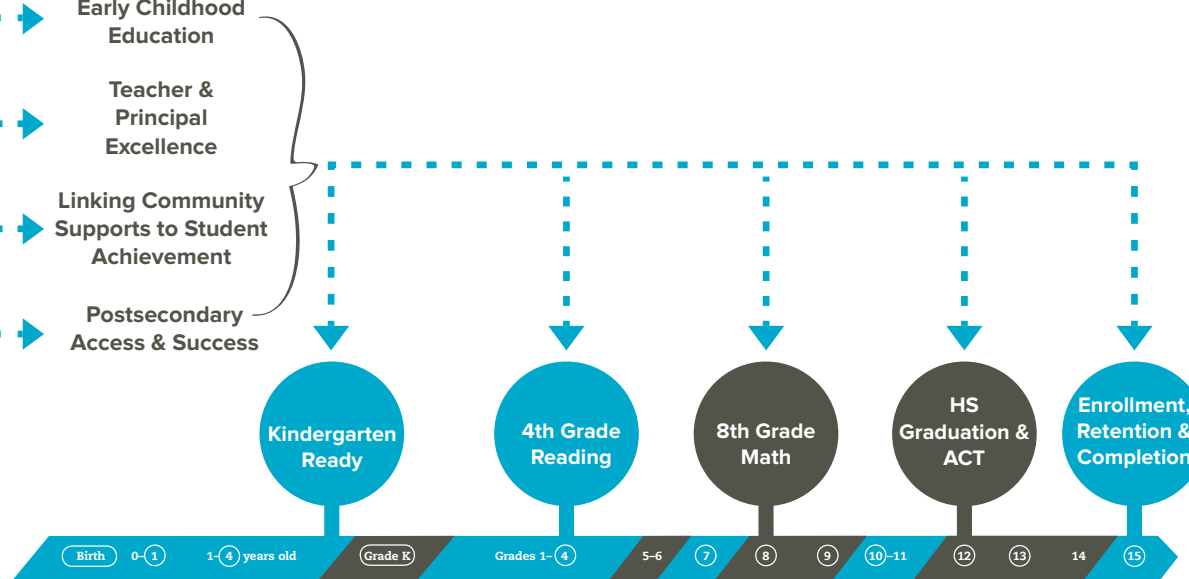 Early Childhood
Education
Teacher &
Principal
Excellence
Linking Community
Supports to Student
Achievement
Postsecondary
Access & Success
Kindergarten
Ready
4th Grade
Reading
8th Grade
Math
HS
Graduation &
ACT
Enrollment,
Retention &
Completion
Birth 0–1 1–4 years old Grade K Grades 1–4 5–6 7 8 9 10–11 12 13 14 15